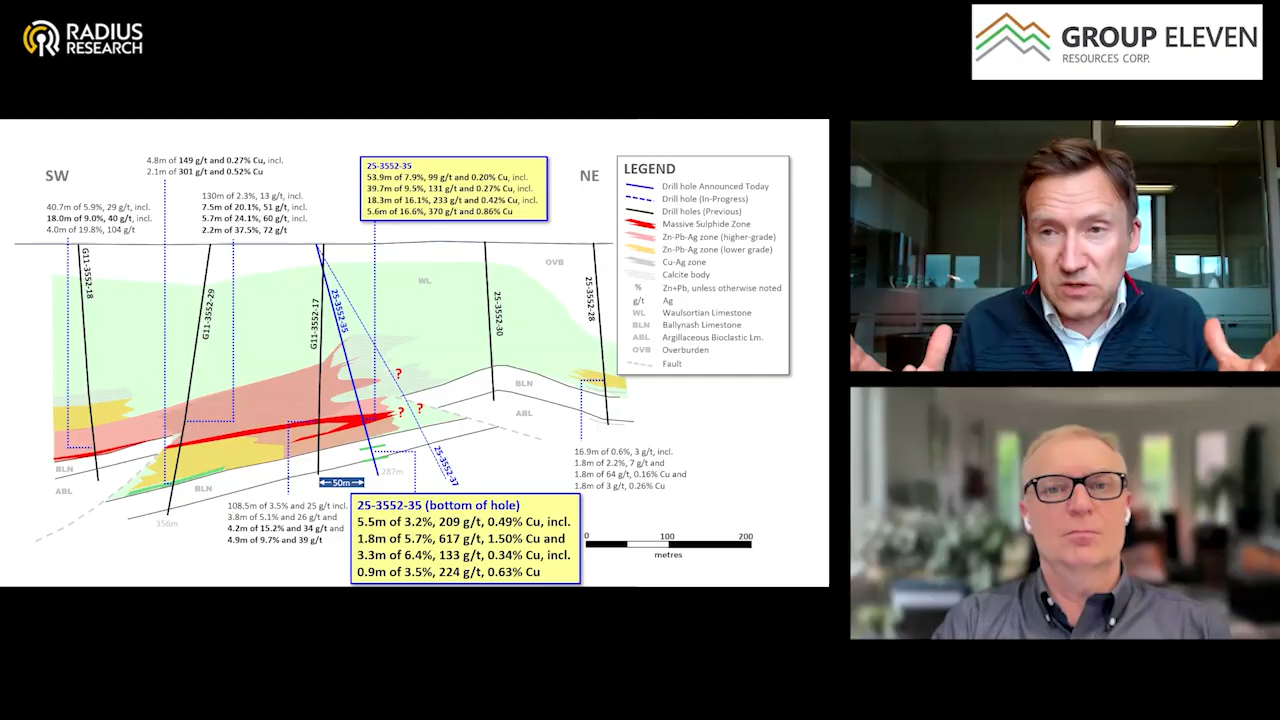 RADIUS
RESEARCH
GROUP ELEVEN
RESOURCES CORP.
SW
NE
4.8m of 149 g/t and 0.27% Cu, incl.
2.1m of 301 g/t and 0.52% Cu
40.7m of 5.9%, 29 g/t, incl.
18.0m of 9.0%, 40 g/t, incl.
4.0m of 19.8%, 104 g/t
130m of 2.3%, 13 g/t, incl.
7.5m of 20.1%, 51 g/t, incl.
5.7m of 24.1%, 60 g/t, incl.
2.2m of 37.5%, 72 g/t
25-3552-35
53.9m of 7.9%, 99 g/t and 0.20% Cu, incl.
39.7m of 9.5%, 131 g/t and 0.27% Cu, incl.
18.3m of 16.1%, 233 g/t and 0.42% Cu, incl.
5.6m of 16.6%, 370 g/t and 0.86% Cu
LEGEND
Drill hole Announced Today
Drill hole (In-Progress)
Drill holes (Previous)
Massive Sulphide Zone
Zn-Pb-Ag zone (higher-grade)
Zn-Pb-Ag zone (lower grade)
Cu-Ag zone
Calcite body
% Zn+Pb, unless otherwise noted
g/t Ag
WL Waulsortian Limestone
BLN Ballynash Limestone
ABL Argillaceous Bioclastic Lm.
OVB Overburden
Fault
G11-3552-18
G11-3552-29
G11-3552-17
25-3552-35
25-3552-30
25-3552-28
25-3552-37
OVB
WL
?
?
?
BLN
ABL
BLN
ABL
BLN
287m
356m
50m
16.9m of 0.6%, 3 g/t, incl.
1.8m of 2.2%, 7 g/t and
1.8m of 64 g/t, 0.16% Cu and
1.8m of 3 g/t, 0.26% Cu
108.5m of 3.5% and 25 g/t incl.
3.8m of 5.1% and 26 g/t and
4.2m of 15.2% and 34 g/t and
4.9m of 9.7% and 39 g/t
25-3552-35 (bottom of hole)
5.5m of 3.2%, 209 g/t, 0.49% Cu, incl.
1.8m of 5.7%, 617 g/t, 1.50% Cu and
3.3m of 6.4%, 133 g/t, 0.34% Cu, incl.
0.9m of 3.5%, 224 g/t, 0.63% Cu
0 100 200
metres